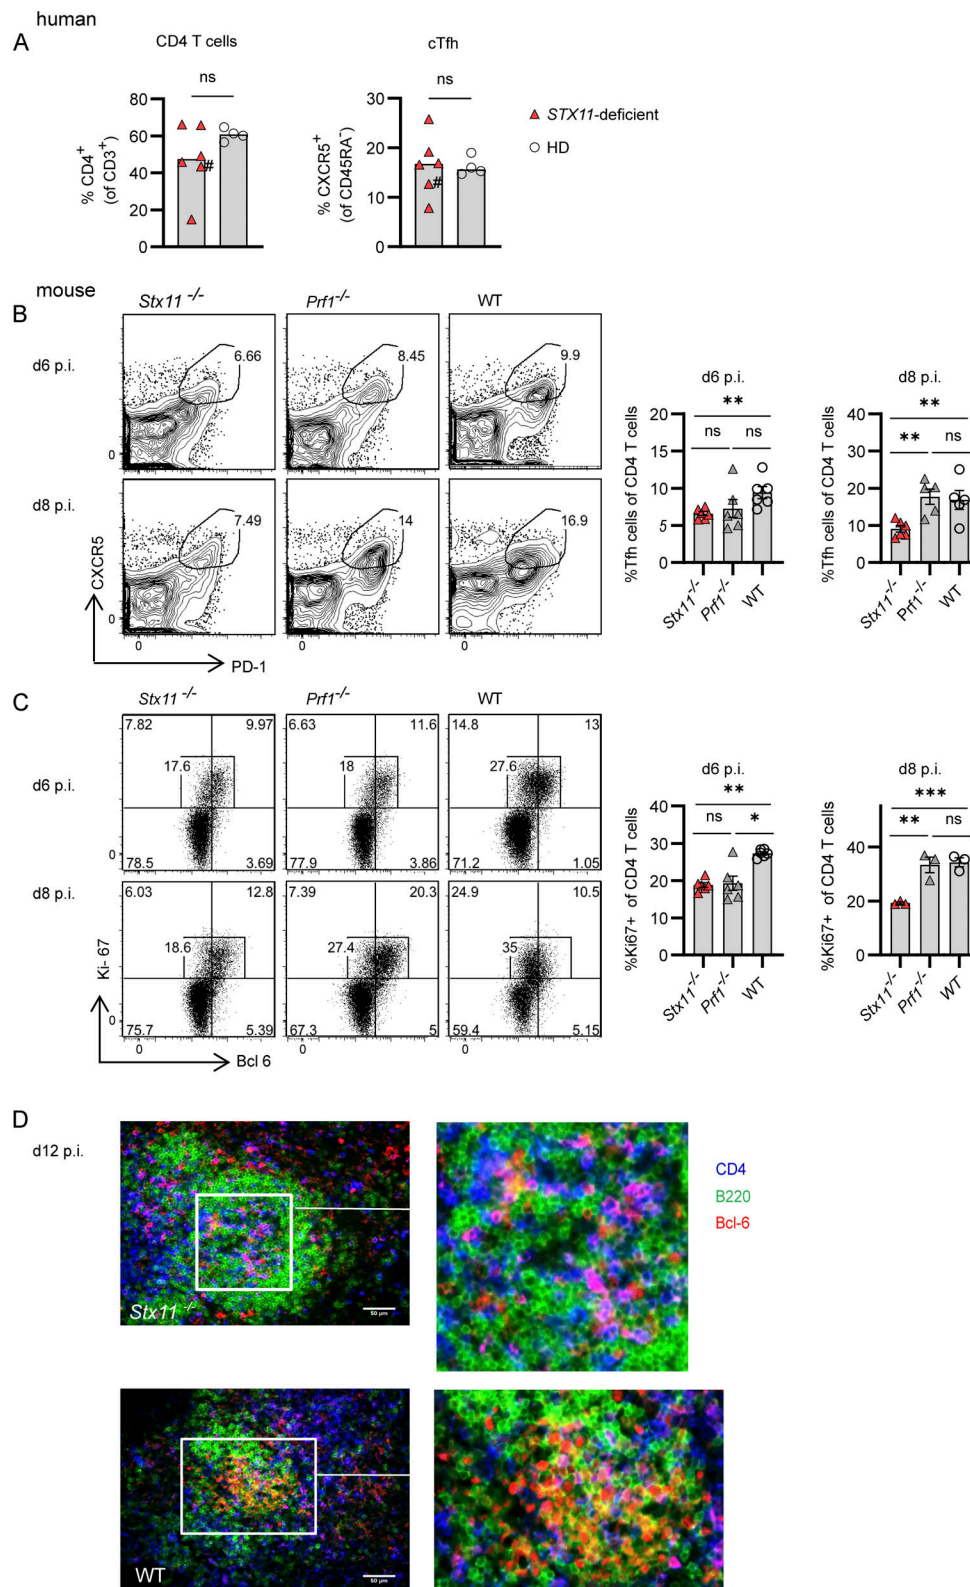 human
A
CD4 T cells
ns
80
60
40
20
0
% CD4+
(of CD3+)
#
cTfh
ns
30
20
10
0
% CXCR5+
(of CD45RA-)
#
STX11-deficient
HD
mouse
B
Stx11 -/-
Prf1-/-
WT
d6 p.i.
6.66
8.45
9.9
0
d8 p.i.
7.49
14
16.9
0
0
0
0
CXCR5
PD-1
d6 p.i.
**
ns
ns
20
15
10
5
0
%Tfh cells of CD4 T cells
Stx11-/-
Prf1-/-
WT
d8 p.i.
**
**
ns
40
30
20
10
0
%Tfh cells of CD4 T cells
Stx11-/-
Prf1-/-
WT
C
Stx11 -/-
Prf1-/-
WT
d6 p.i.
7.82
9.97
17.6
78.5
3.69
6.63
11.6
18
77.9
3.86
14.8
13
27.6
71.2
1.05
0
d8 p.i.
6.03
12.8
18.6
75.7
5.39
7.39
20.3
27.4
67.3
5
24.9
10.5
35
59.4
5.15
0
0
0
0
Ki- 67
Bcl 6
d6 p.i.
**
ns
*
40
30
20
10
0
%Ki67+ of CD4 T cells
Stx11-/-
Prf1-/-
WT
d8 p.i.
***
**
ns
40
20
0
%Ki67+ of CD4 T cells
Stx11-/-
Prf1-/-
WT
D
d12 p.i.
Stx11 -/-
50 µm
CD4
B220
Bcl-6
WT
50 µm